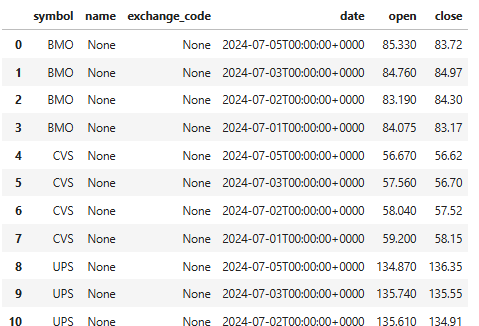 symbol name exchange_code date open close
0 BMO None None 2024-07-05T00:00:00+0000 85.330 83.72
1 BMO None None 2024-07-03T00:00:00+0000 84.760 84.97
2 BMO None None 2024-07-02T00:00:00+0000 83.190 84.30
3 BMO None None 2024-07-01T00:00:00+0000 84.075 83.17
4 CVS None None 2024-07-05T00:00:00+0000 56.670 56.62
5 CVS None None 2024-07-03T00:00:00+0000 57.560 56.70
6 CVS None None 2024-07-02T00:00:00+0000 58.040 57.52
7 CVS None None 2024-07-01T00:00:00+0000 59.200 58.15
8 UPS None None 2024-07-05T00:00:00+0000 134.870 136.35
9 UPS None None 2024-07-03T00:00:00+0000 135.740 135.55
10 UPS None None 2024-07-02T00:00:00+0000 135.610 134.91